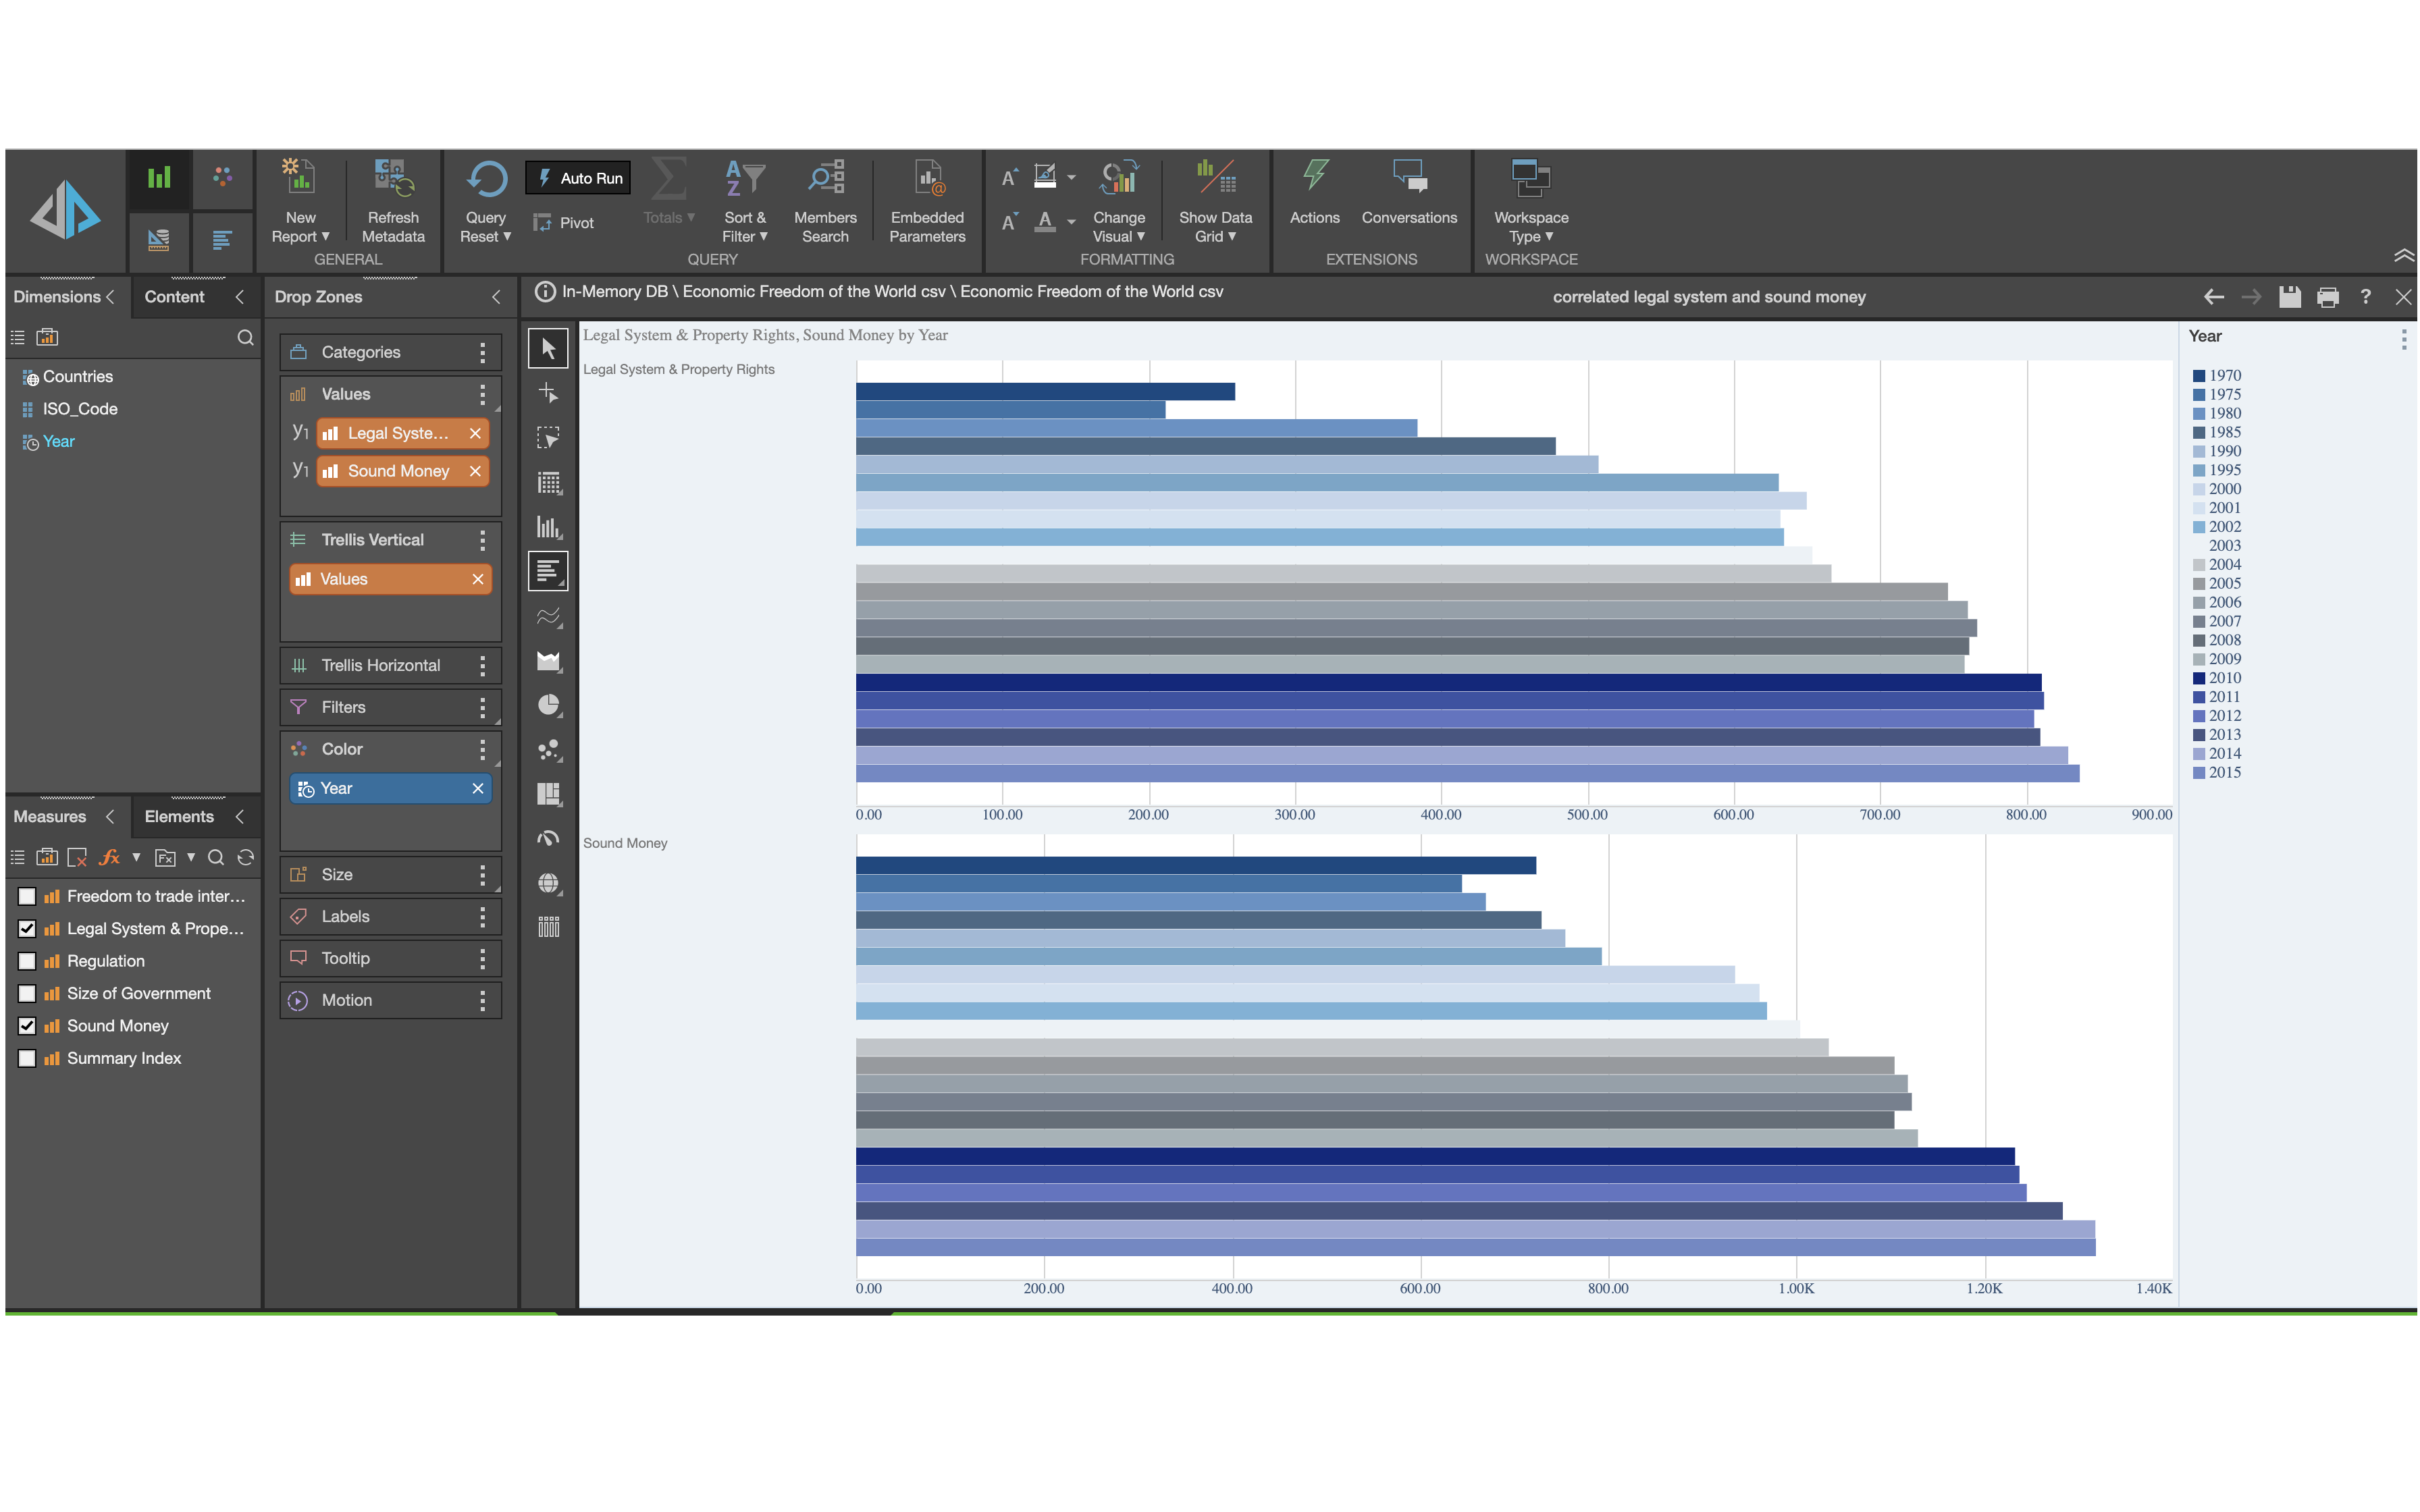 New
Report ▼
Refresh
Metadata
GENERAL
Query
Reset ▼
Auto Run
Pivot
Totals ▼
A
Z
Sort &
Filter ▼
Members
Search
@
Embedded
Parameters
QUERY
A
A
A
Change
Visual ▼
Show Data
Grid ▼
FORMATTING
Actions
Conversations
EXTENSIONS
Workspace
Type ▼
WORKSPACE
Dimensions
Content
Countries
ISO_Code
Year
Measures
Elements
fx
Fx
Freedom to trade inter...
Legal System & Prope...
Regulation
Size of Government
Sound Money
Summary Index
Drop Zones
Categories
Values
y1 Legal Syste...
y1 Sound Money
Trellis Vertical
Values
Trellis Horizontal
Filters
Color
Year
Size
Labels
Tooltip
Motion
In-Memory DB \ Economic Freedom of the World csv \ Economic Freedom of the World csv
correlated legal system and sound money
?
Legal System & Property Rights, Sound Money by Year
Legal System & Property Rights
0.00 100.00 200.00 300.00 400.00 500.00 600.00 700.00 800.00 900.00
Sound Money
0.00 200.00 400.00 600.00 800.00 1.00K 1.20K 1.40K
Year
1970
1975
1980
1985
1990
1995
2000
2001
2002
2003
2004
2005
2006
2007
2008
2009
2010
2011
2012
2013
2014
2015